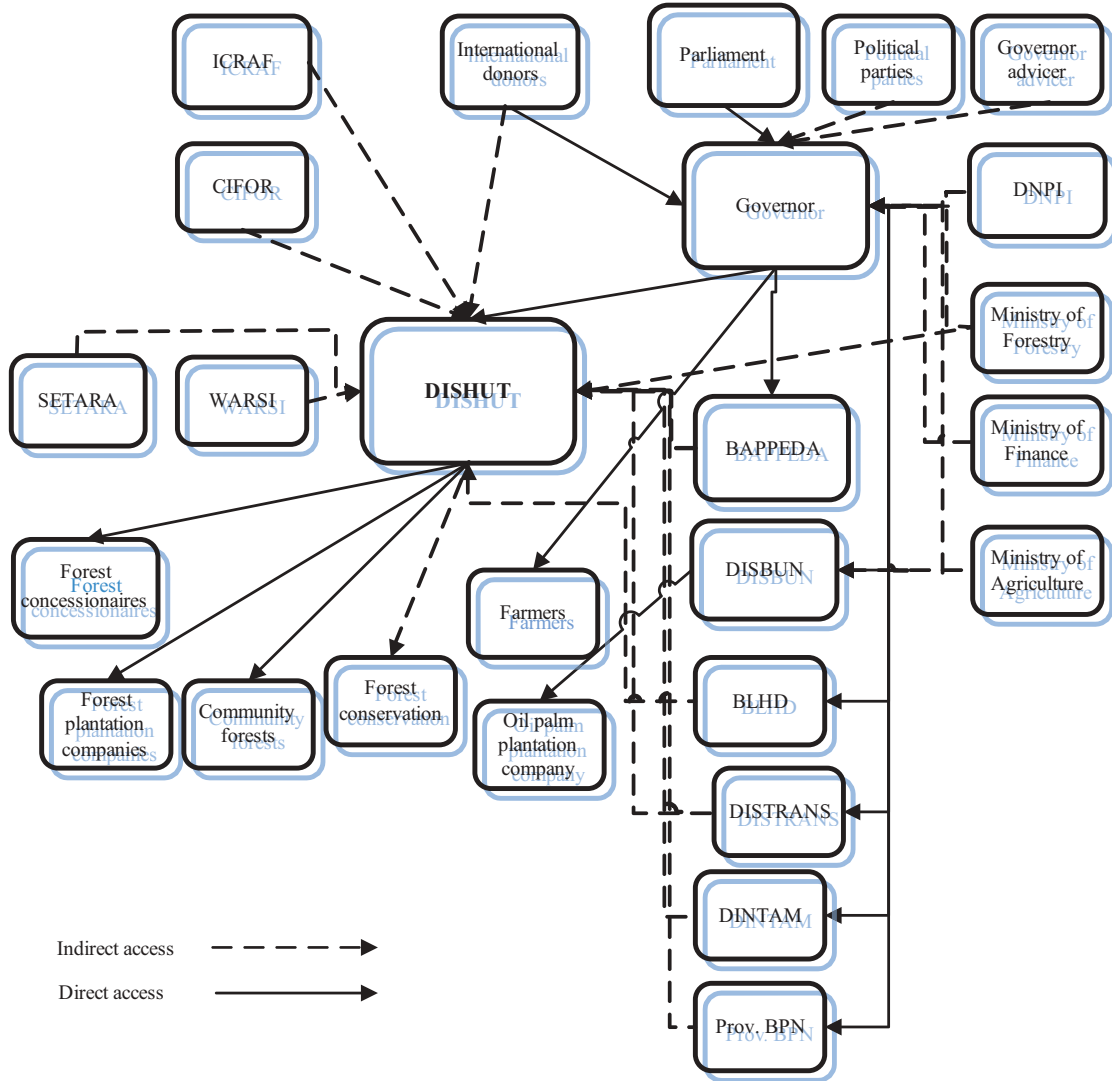 ICRAF
International
donors
Parliament
Political
parties
Governor
advicer
CIFOR
Governor
DNPI
Ministry of
Forestry
SETARA
WARSI
DISHUT
BAPPEDA
Ministry of
Finance
Forest
concessionaires
Farmers
DISBUN
Ministry of
Agriculture
Forest
plantation
companies
Community
forests
Forest
conservation
Oil palm
plantation
company
BLHD
DISTRANS
DINTAM
Prov. BPN
Indirect access
Direct access